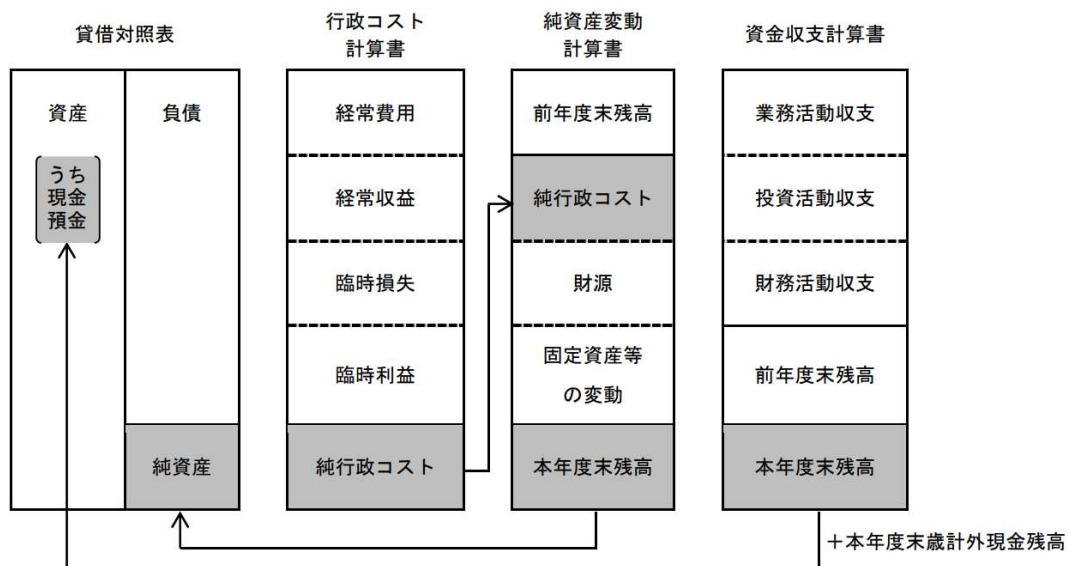 貸借対照表
資産
うち
現金
預金
負債
純資産
行政コスト
計算書
経常費用
経常収益
臨時損失
臨時利益
純行政コスト
純資産変動
計算書
前年度末残高
純行政コスト
財源
固定資産等
の変動
本年度末残高
資金収支計算書
業務活動収支
投資活動収支
財務活動収支
前年度末残高
本年度末残高
＋本年度末歳計外現金残高